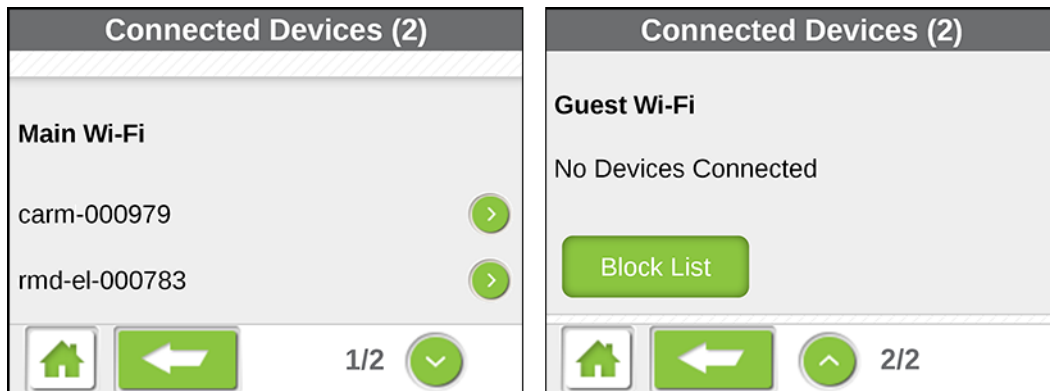 Connected Devices (2)
Main Wi-Fi
carm-000979
rmd-el-000783
1/2
Connected Devices (2)
Guest Wi-Fi
No Devices Connected
Block List
2/2